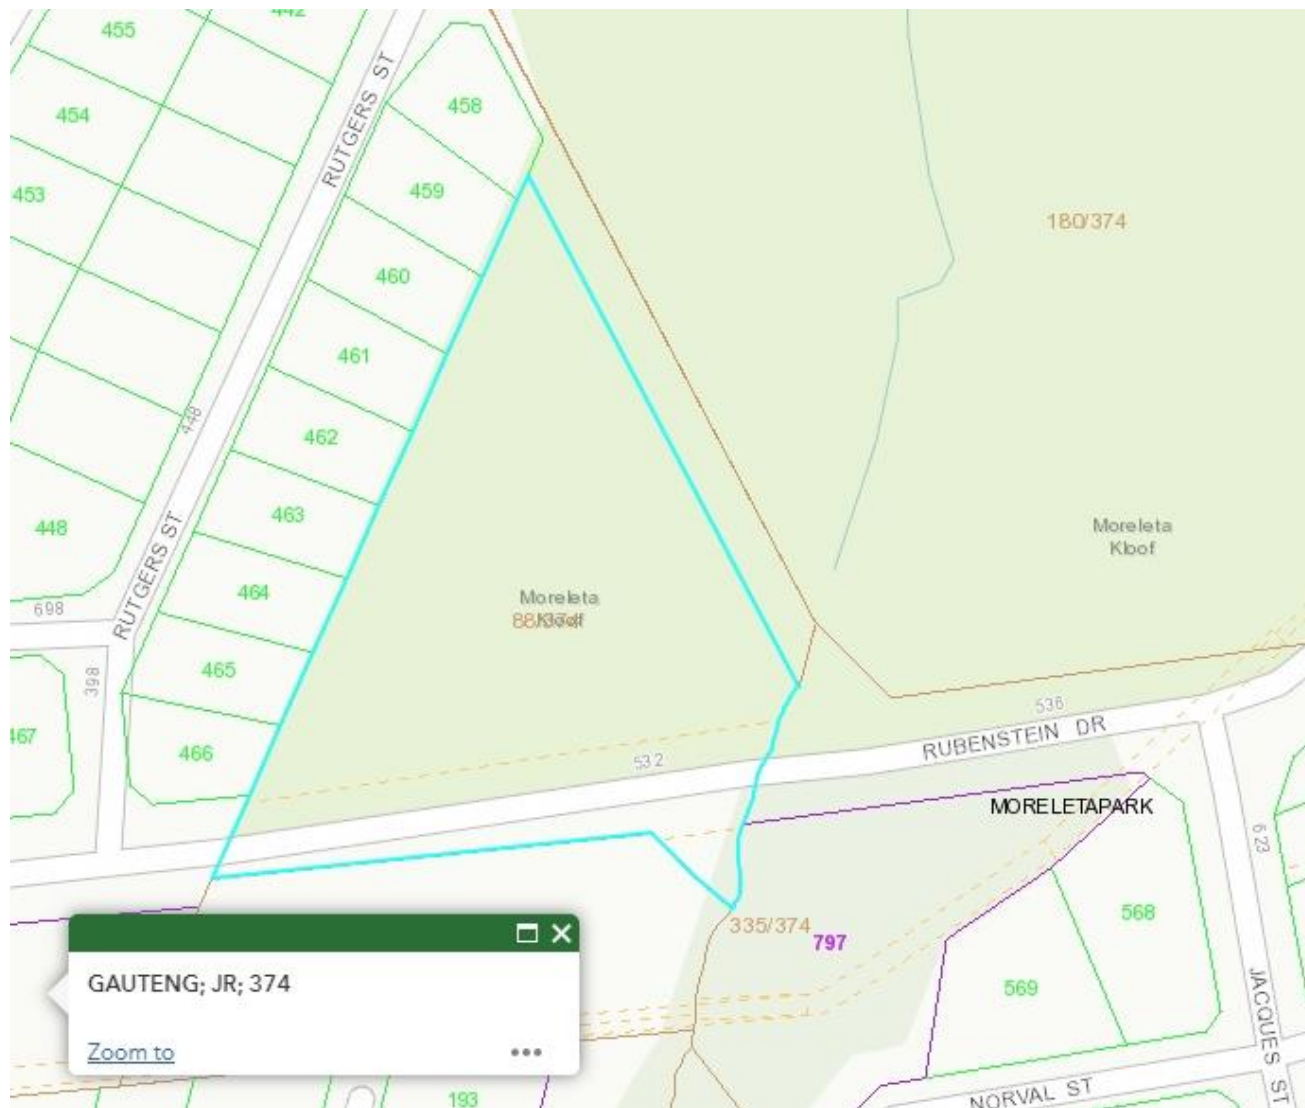 455
442
RUTGERS ST
458
454
459
453
180/374
460
461
448
462
463
448
RUTGERS ST
Moreleta
Kloof
464
Moreleta
88/374
698
465
398
467
466
536
RUBENSTEIN DR
532
MORELETAPARK
623
568
335/374
797
569
JACQUES ST
GAUTENG; JR; 374
Zoom to
•••
NORVAL ST
193